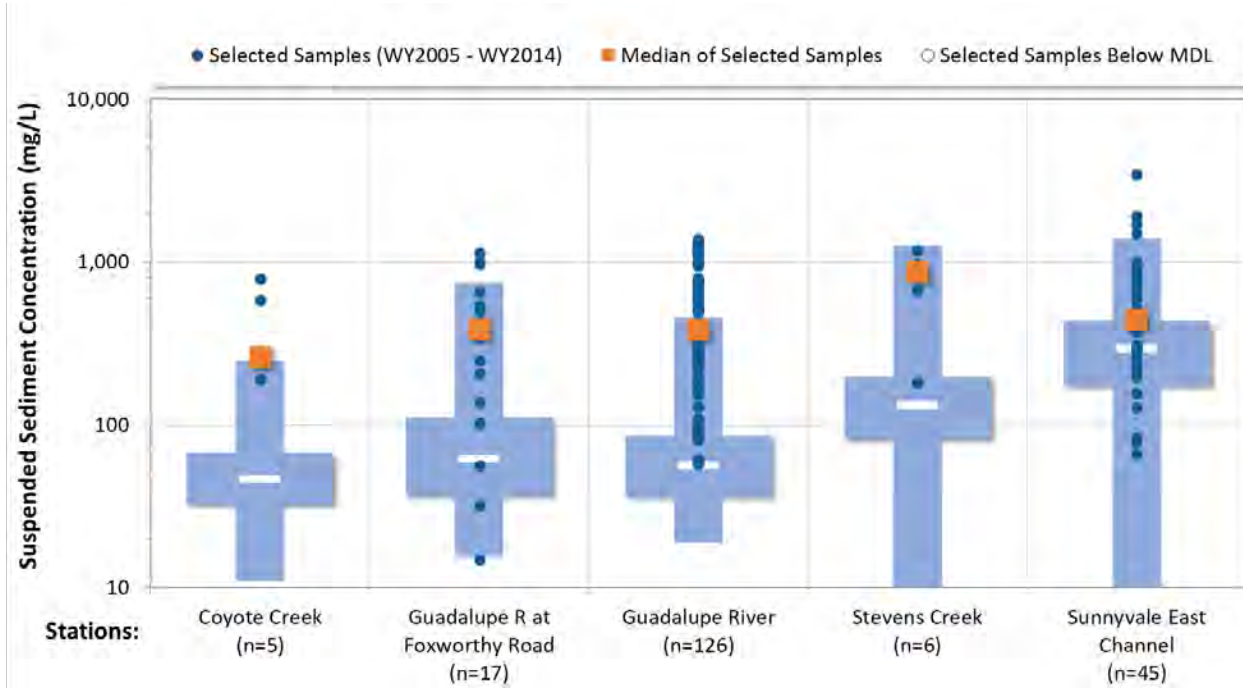 Selected Samples (WY2005 - WY2014) Median of Selected Samples Selected Samples Below MDL
Suspended Sediment Concentration (mg/L)
10,000
1,000
100
10
Stations:
Coyote Creek
(n=5)
Guadalupe R at
Foxworthy Road
(n=17)
Guadalupe River
(n=126)
Stevens Creek
(n=6)
Sunnyvale East
Channel
(n=45)